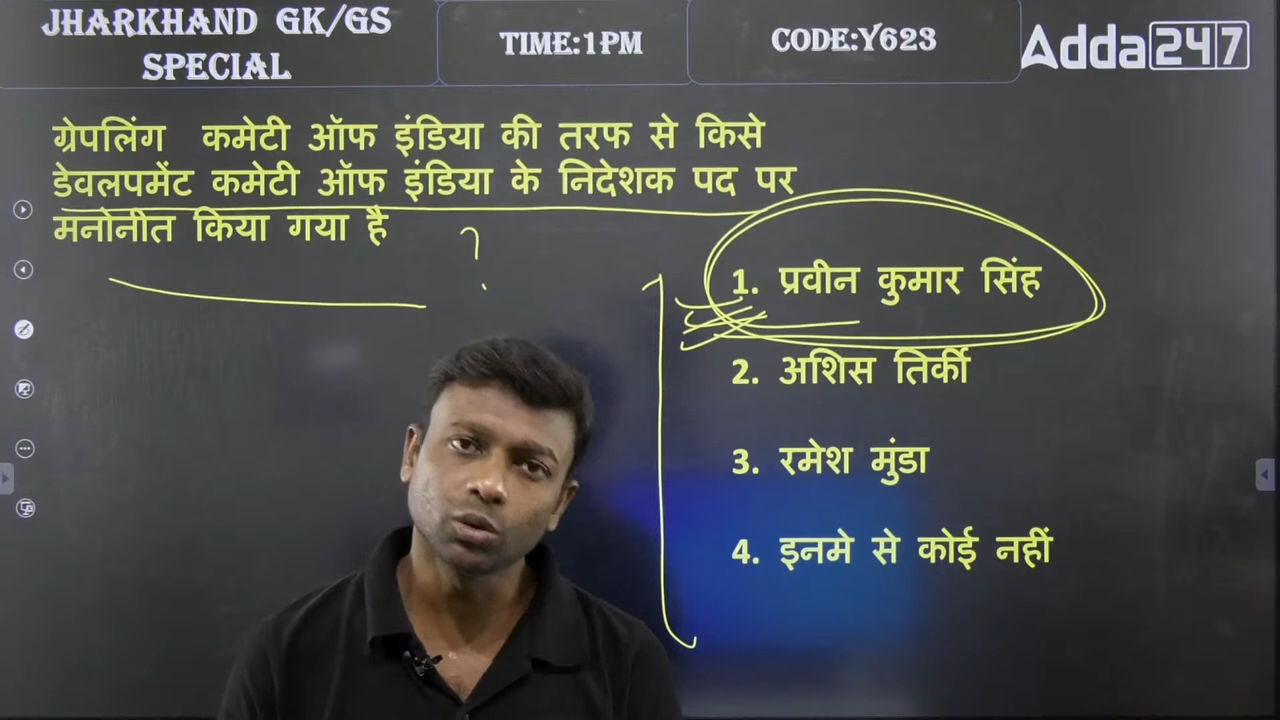 JHARKHAND GK/GS
SPECIAL
TIME:1PM
CODE:Y623
Adda247
ग्रेपलिंग कमेटी ऑफ इंडिया की तरफ से किसे
डेवलपमेंट कमेटी ऑफ इंडिया के निदेशक पद पर
मनोनीत किया गया है
?
1. प्रवीन कुमार सिंह
2. अशिस तिर्की
3. रमेश मुंडा
4. इनमे से कोई नहीं